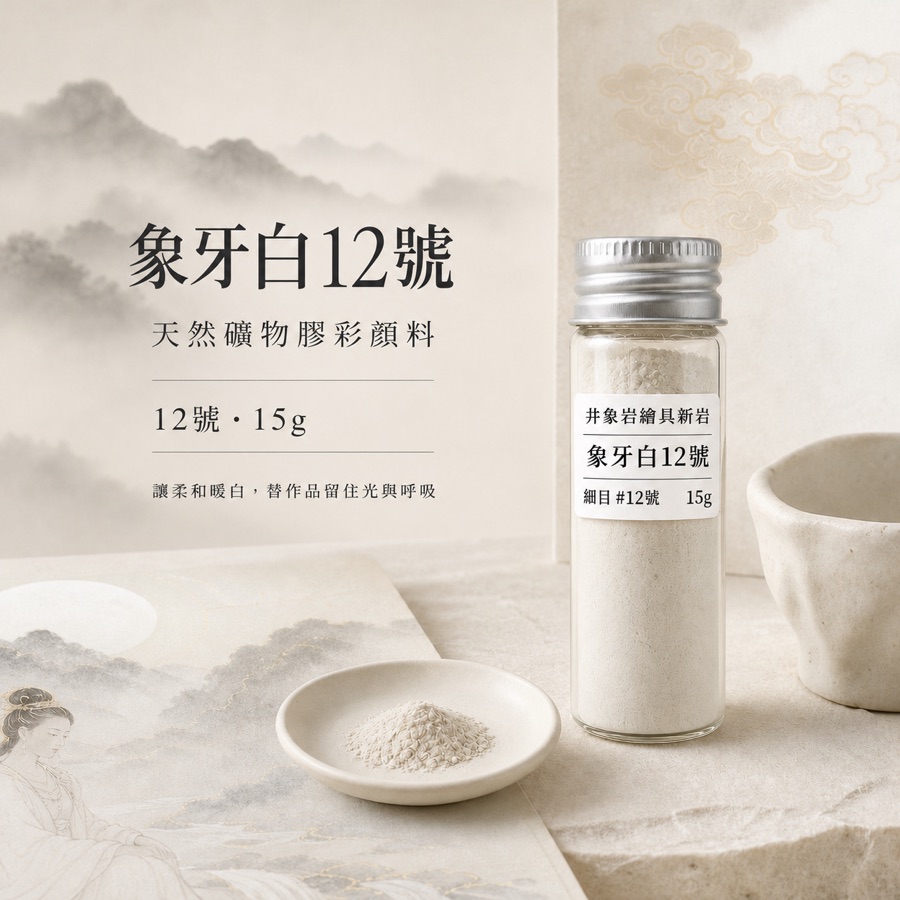 象牙白12號
天然礦物膠彩顏料
12號・15g
讓柔和暖白，替作品留住光與呼吸
井象岩繪具新岩
象牙白12號
細目 #12號 15g